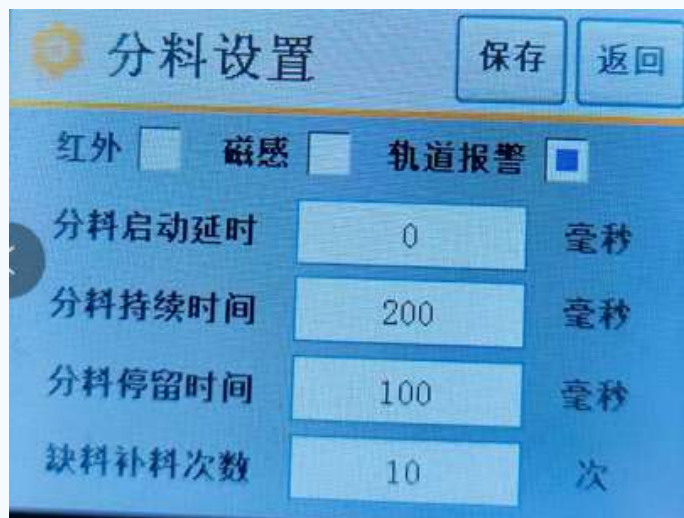 分料设置 保存 返回
红外 磁感 轨道报警
分料启动延时 0 毫秒
分料持续时间 200 毫秒
分料停留时间 100 毫秒
缺料补料次数 10 次